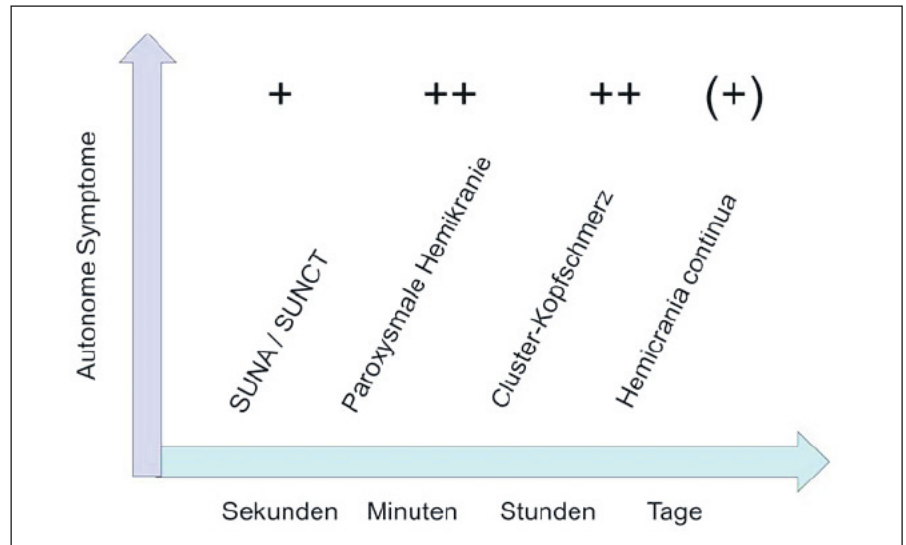 Autonome Symptome
+ ++ ++ (+)
SUNA / SUNCT
Paroxysmale Hemikranie
Cluster-Kopfschmerz
Hemicrania continua
Sekunden Minuten Stunden Tage